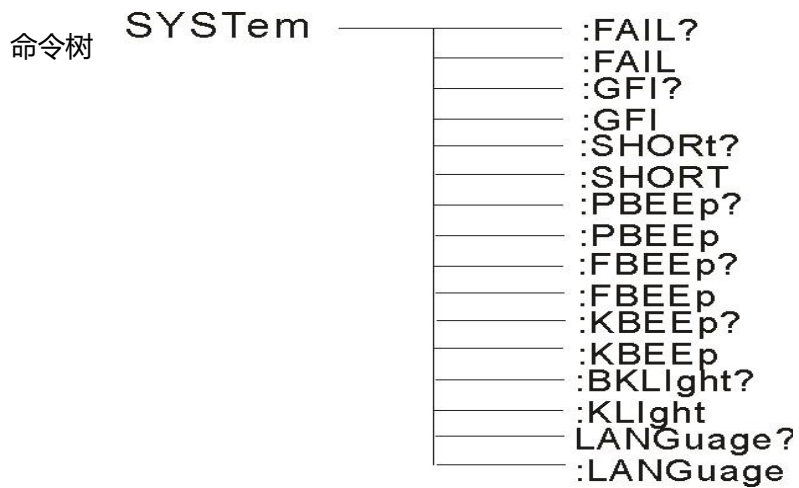 命令树
SYSTem
:FAIL?
:FAIL
:GFI?
:GFI
:SHORt?
:SHORT
:PBEEp?
:PBEEp
:FBEEp?
:FBEEp
:KBEEp?
:KBEEp
:BKLIght?
:KLIght
LANGuage?
:LANGuage